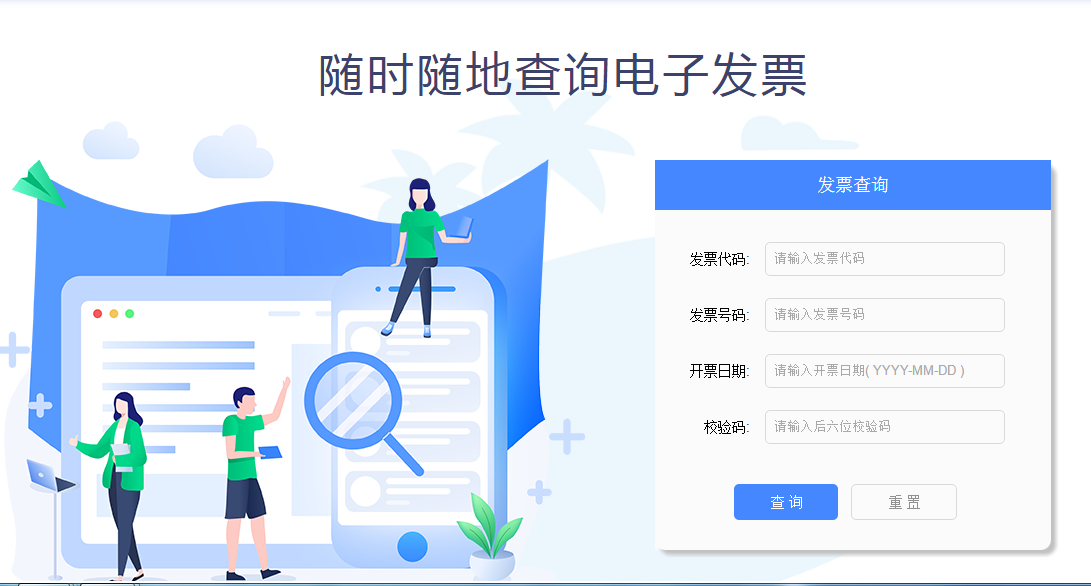 随时随地查询电子发票
发票查询
发票代码: 请输入发票代码
发票号码: 请输入发票号码
开票日期: 请输入开票日期( YYYY-MM-DD )
校验码: 请输入后六位校验码
查 询 重 置